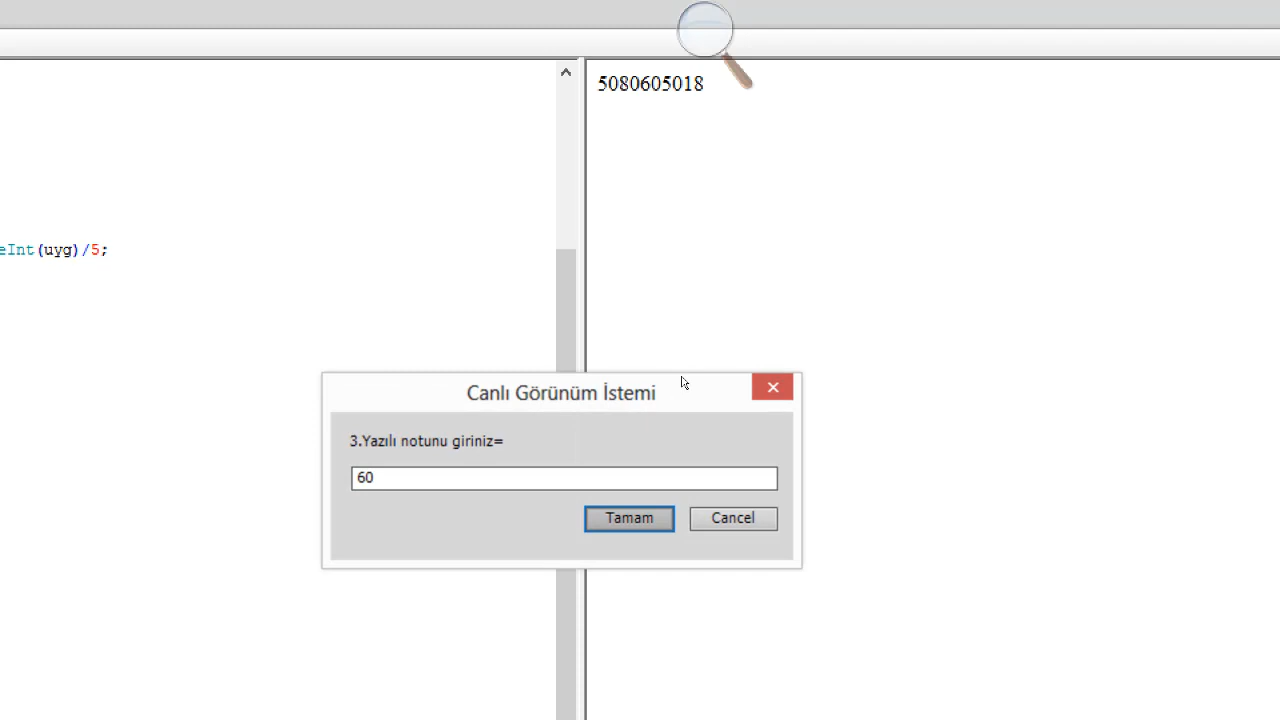 5080605018
eInt(uyg)/5;
Canlı Görünüm İstemi
3.Yazılı notunu giriniz=
60
Tamam
Cancel